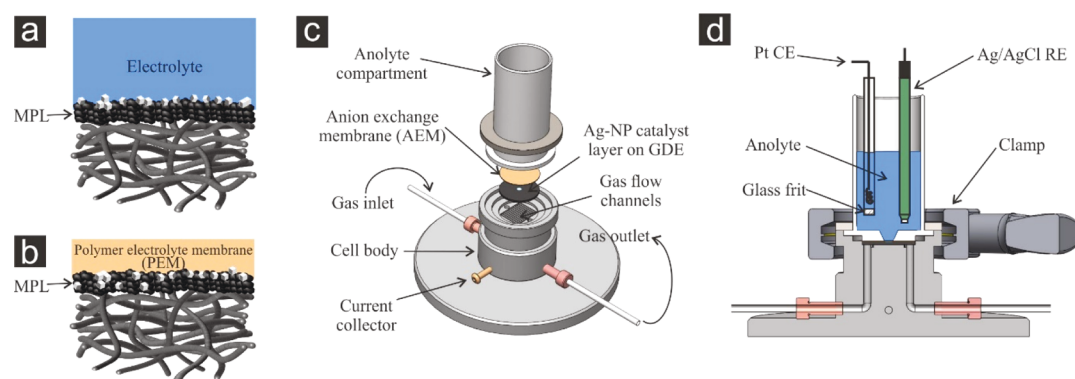 a
Electrolyte
MPL
b
Polymer electrolyte membrane
(PEM)
MPL
c
Anolyte
compartment
Anion exchange
membrane (AEM)
Ag-NP catalyst
layer on GDE
Gas inlet
Gas flow
channels
Cell body
Gas outlet
Current
collector
d
Pt CE
Ag/AgCl RE
Anolyte
Clamp
Glass frit